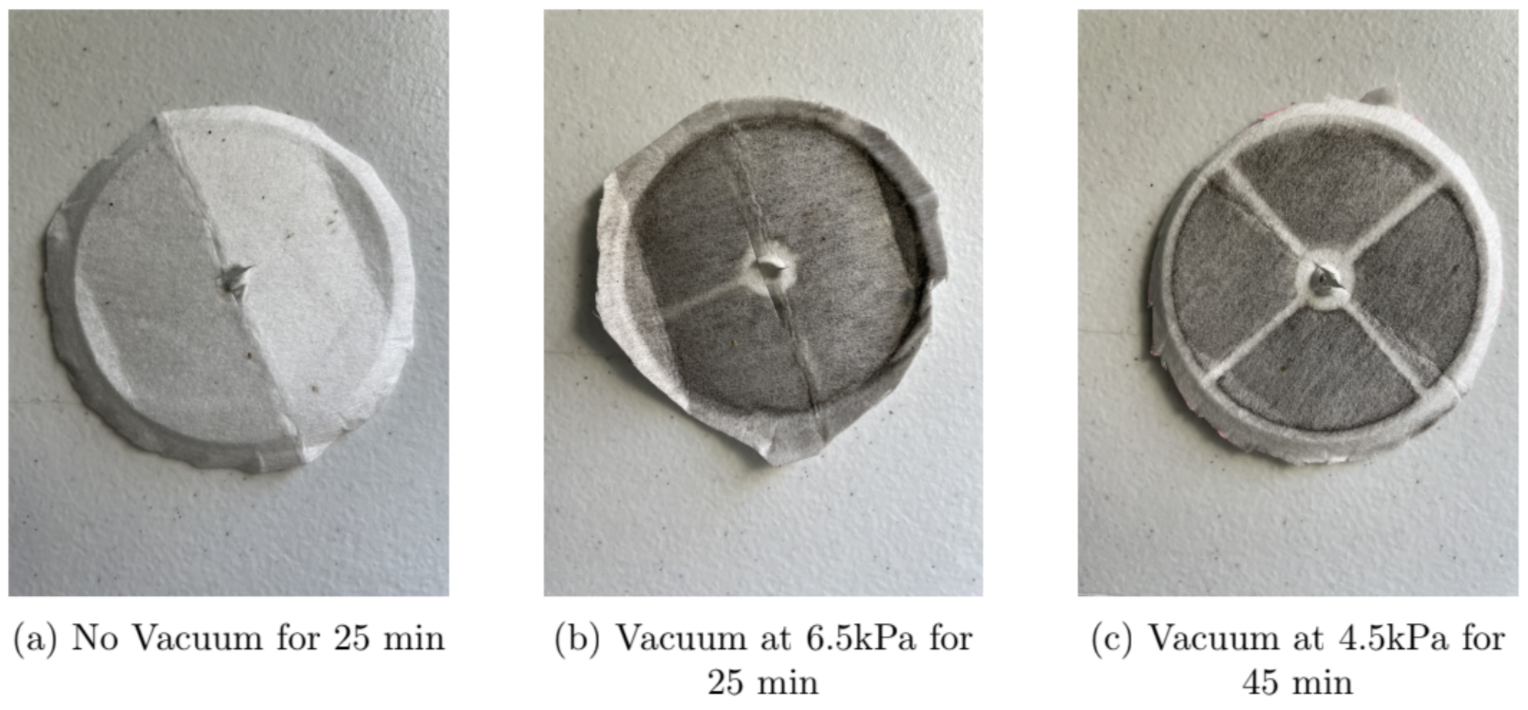 (a) No Vacuum for 25 min
(b) Vacuum at 6.5kPa for
25 min
(c) Vacuum at 4.5kPa for
45 min